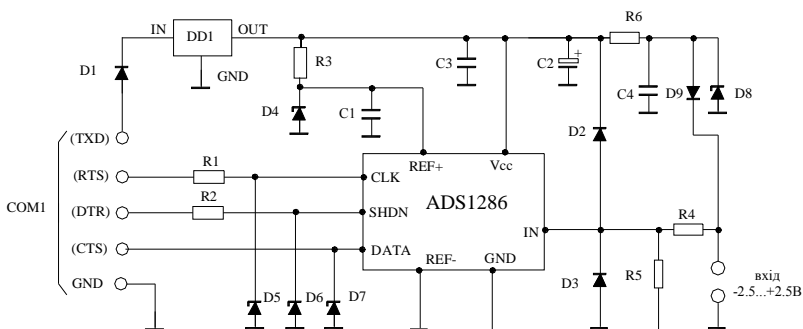 IN
DD1
OUT
GND
D1
R3
D4
C1
C3
C2
+
R6
C4
D9
D8
D2
COM1
(TXD)
(RTS)
(DTR)
(CTS)
GND
R1
R2
REF+
Vcc
CLK
SHDN
DATA
ADS1286
IN
REF-
GND
D5
D6
D7
D3
R5
R4
вхід
-2.5...+2.5В